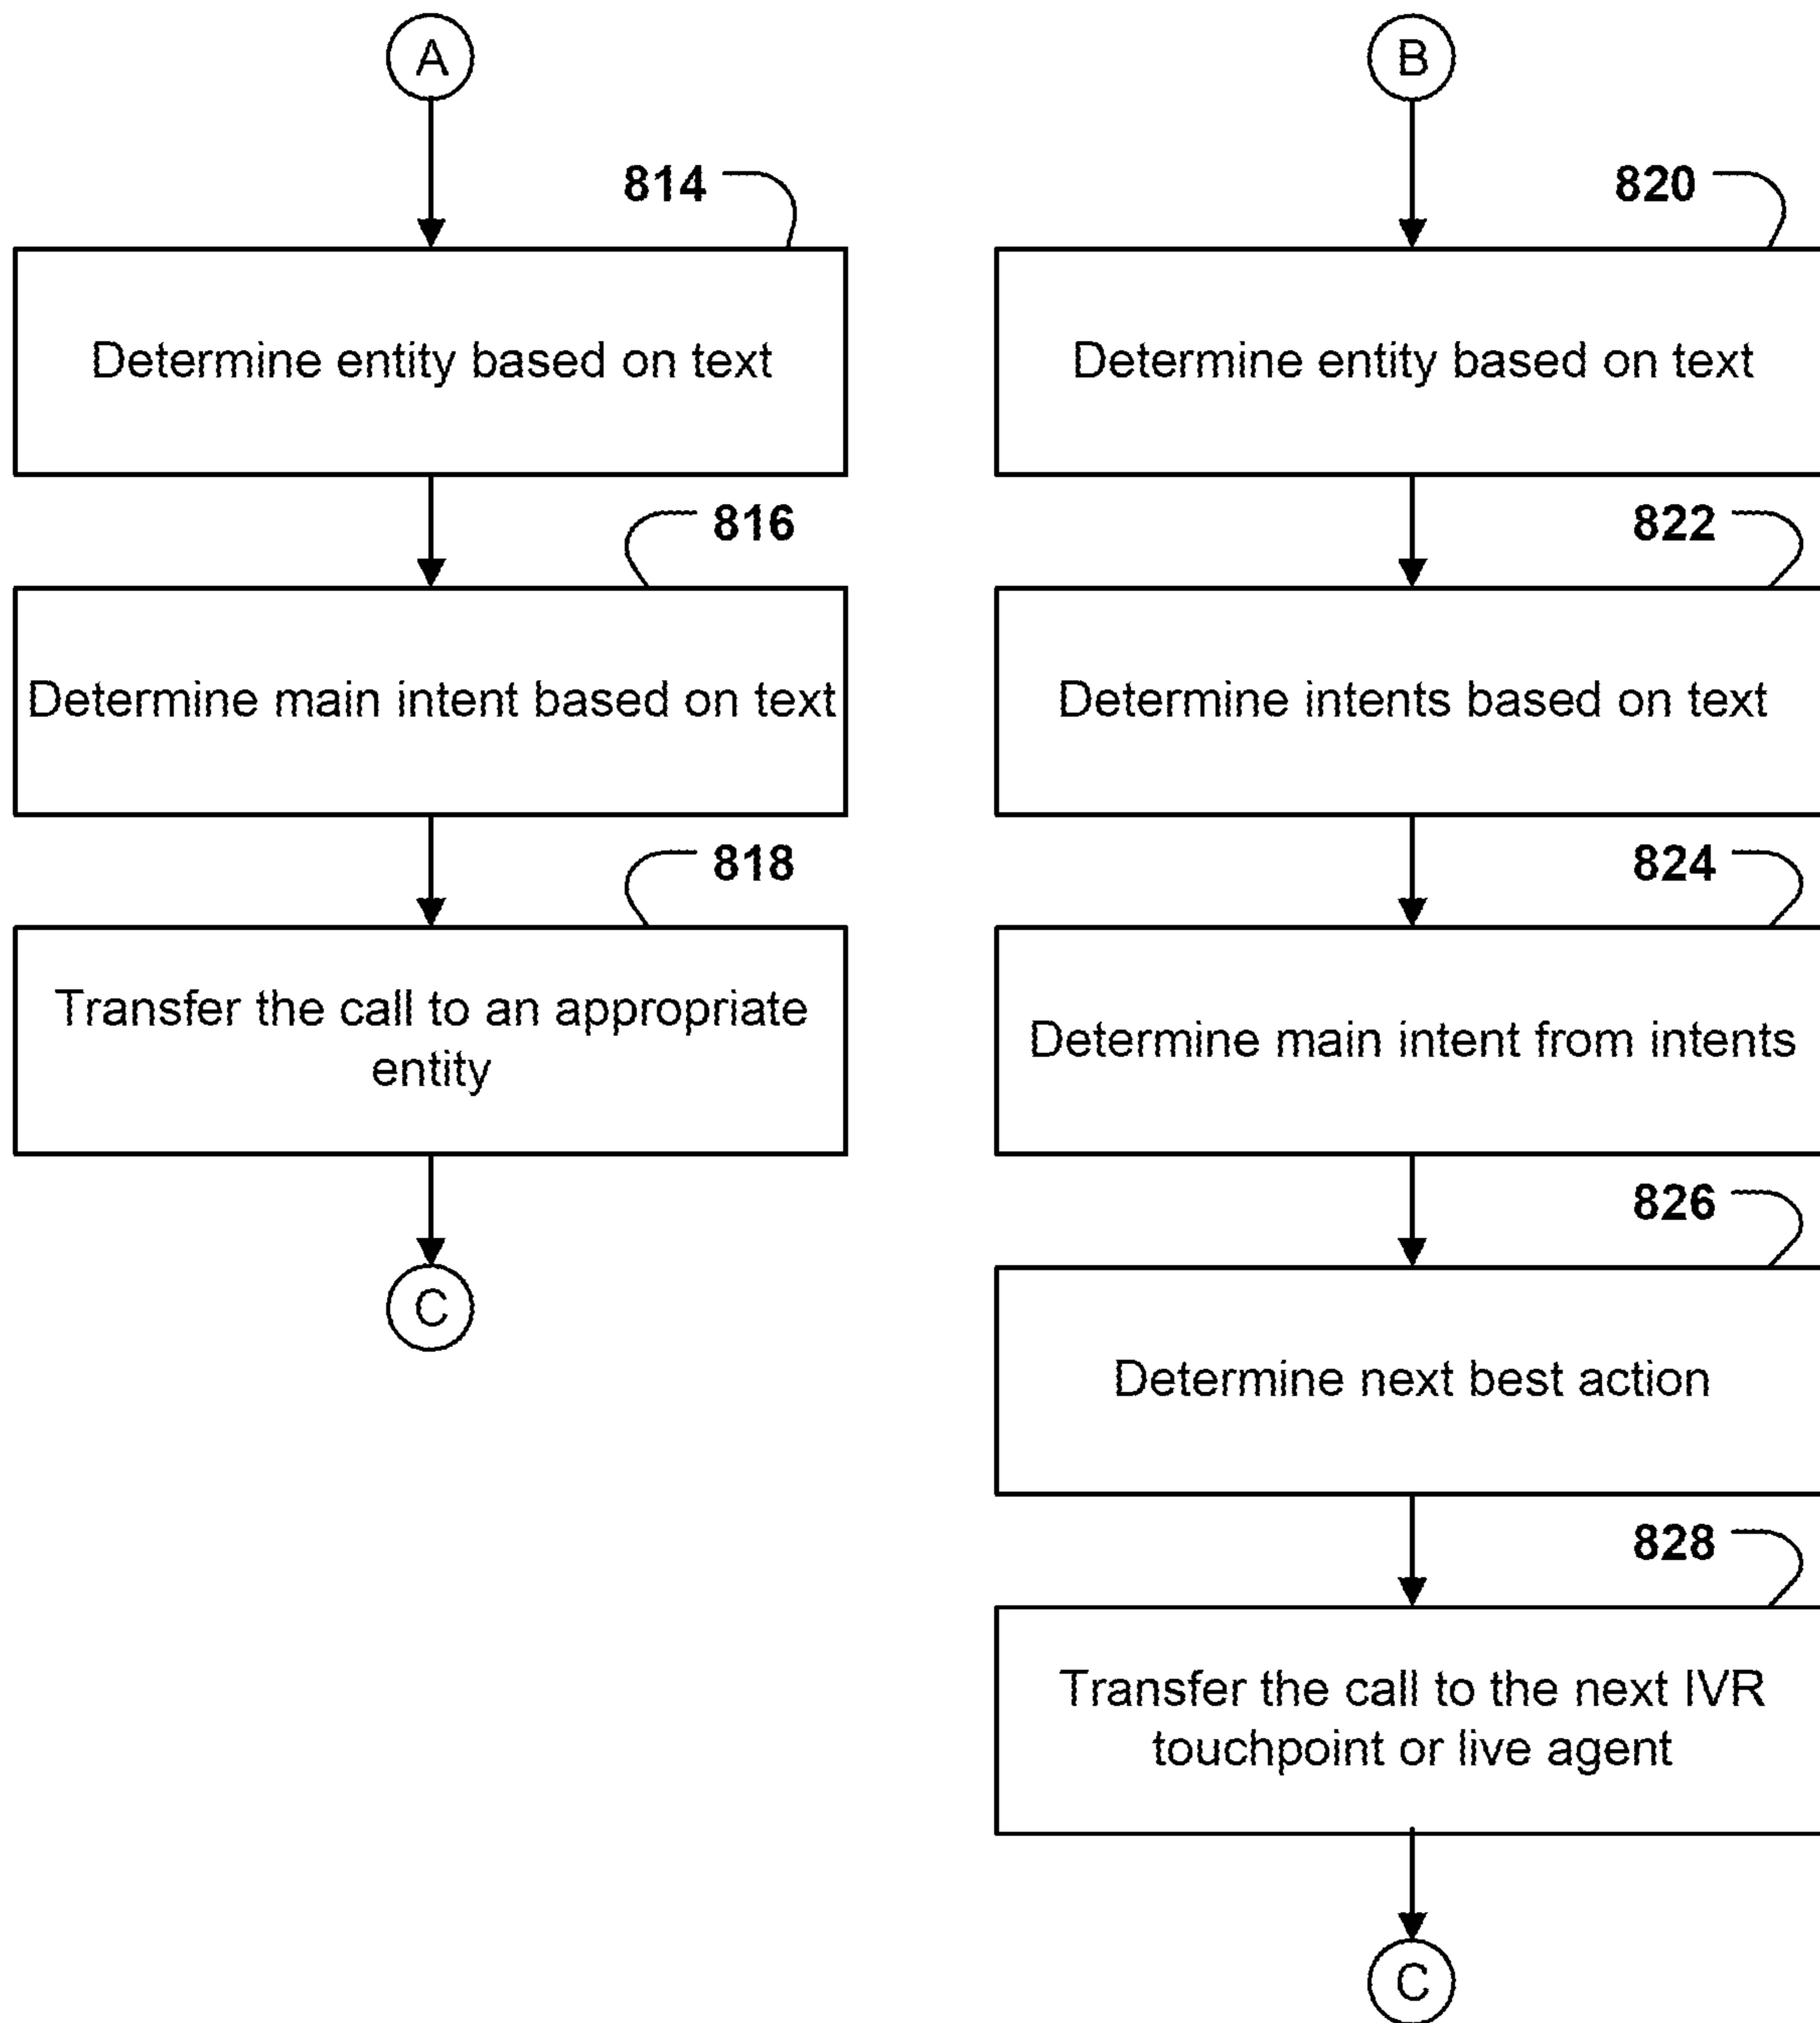 A
814
Determine entity based on text
816
Determine main intent based on text
818
Transfer the call to an appropriate
entity
C
B
820
Determine entity based on text
822
Determine intents based on text
824
Determine main intent from intents
826
Determine next best action
828
Transfer the call to the next IVR
touchpoint or live agent
C